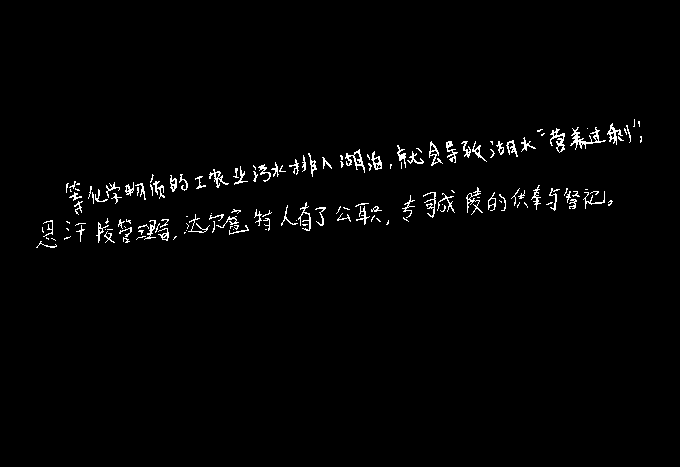 等化学物质的工农业污水排入湖泊,就会导致湖水“营养过剩”;
思汗陵管理局,达尔扈特人有了公职,专司成陵的供奉与祭祀。